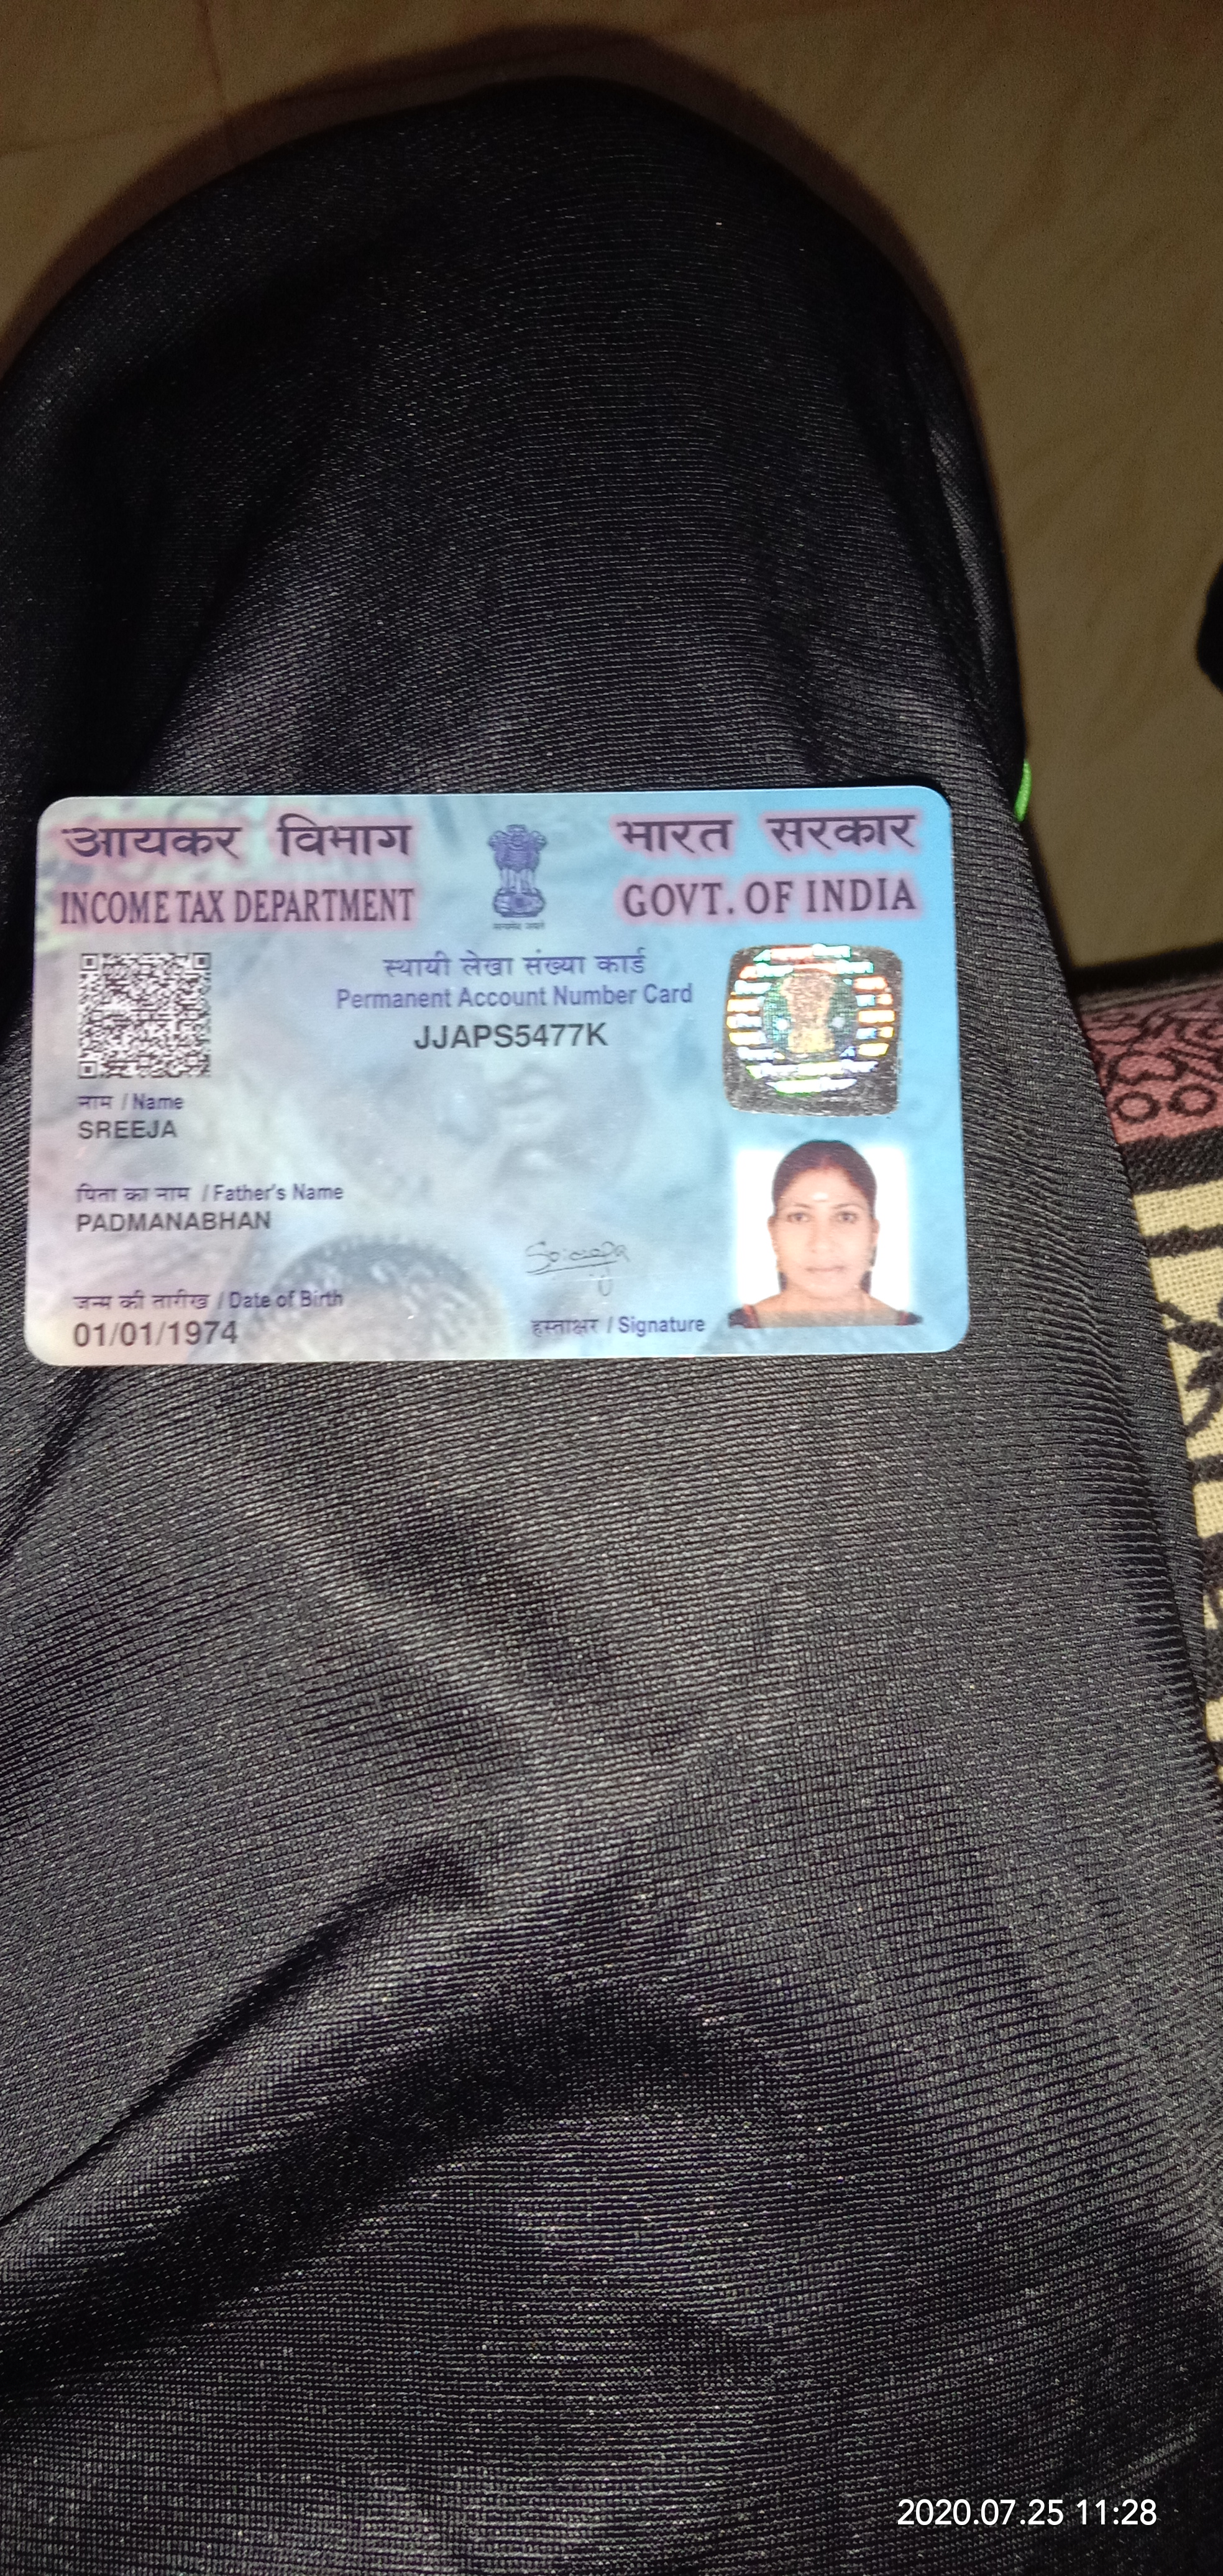 आयकर विभाग
INCOME TAX DEPARTMENT
भारत सरकार
GOVT. OF INDIA
स्थायी लेखा संख्या कार्ड
Permanent Account Number Card
JJAPS5477K
नाम / Name
SREEJA
पिता का नाम / Father's Name
PADMANABHAN
जन्म की तारीख / Date of Birth
01/01/1974
हस्ताक्षर / Signature
2020.07.25 11:28